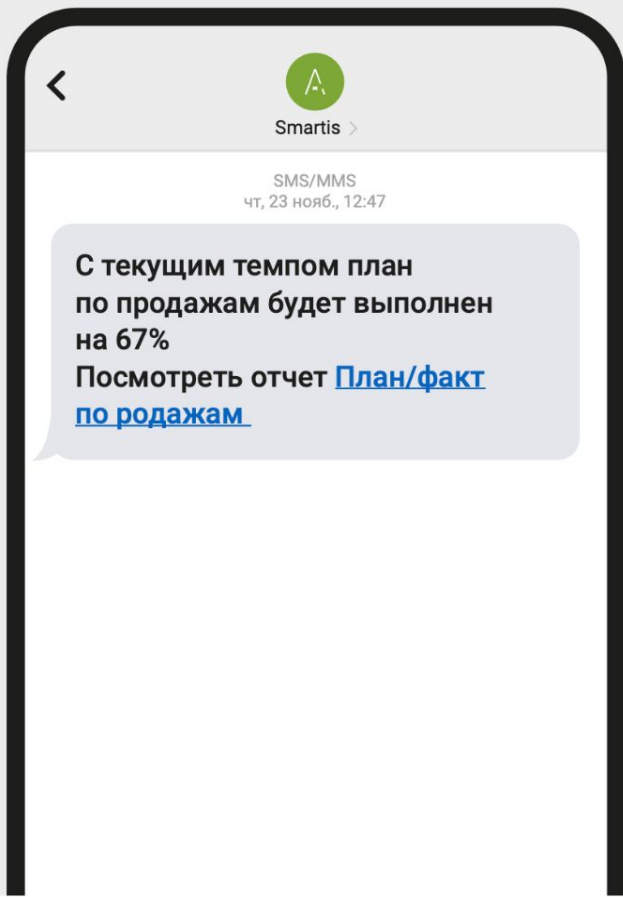 Smartis
SMS/MMS
чт, 23 нояб., 12:47
С текущим темпом план
по продажам будет выполнен
на 67%
Посмотреть отчет План/факт
по родажам